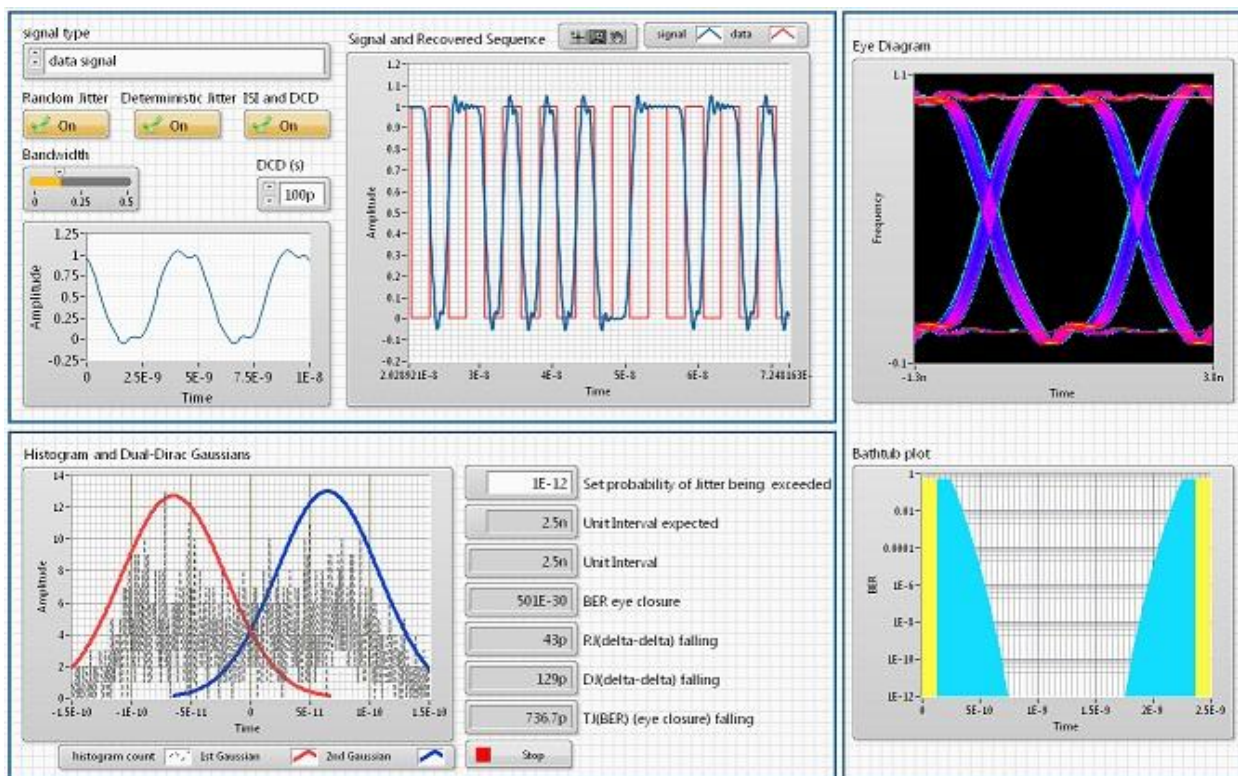 signal type
data signal
Random Jitter Deterministic Jitter ISI and DCD
On On On
Bandwidth
0 0.25 0.5
DCD (s)
100p
1.25
1
0.75
0.5
0.25
0
-0.25
Amplitude
0 2.5E-9 5E-9 7.5E-9 1E-8
Time
Signal and Recovered Sequence
signal data
1.2
1.1
1
0.9
0.8
0.7
0.6
0.5
0.4
0.3
0.2
0.1
0
-0.1
-0.2
Amplitude
2.028921E-8 3E-8 4E-8 5E-8 6E-8 7.248163E-
Time
Eye Diagram
1.1
Frequency
-0.1
-1.3n 3.8n
Time
Histogram and Dual-Dirac Gaussians
14
12
10
8
6
4
2
0
Amplitude
-1.5E-10 -1E-10 -5E-11 0 5E-11 1E-10 1.5E-10
Time
histogram count 1st Gaussian 2nd Gaussian
1E-12 Set probability of Jitter being exceeded
2.5n Unit Interval expected
2.5n Unit Interval
501E-30 BER eye closure
43p RJ(delta-delta) falling
129p DJ(delta-delta) falling
736.7p TJ(BER) (eye closure) falling
Stop
Bathtub plot
1
0.01
0.0001
1E-6
1E-8
1E-10
1E-12
BER
0 5E-10 1E-9 1.5E-9 2E-9 2.5E-9
Time